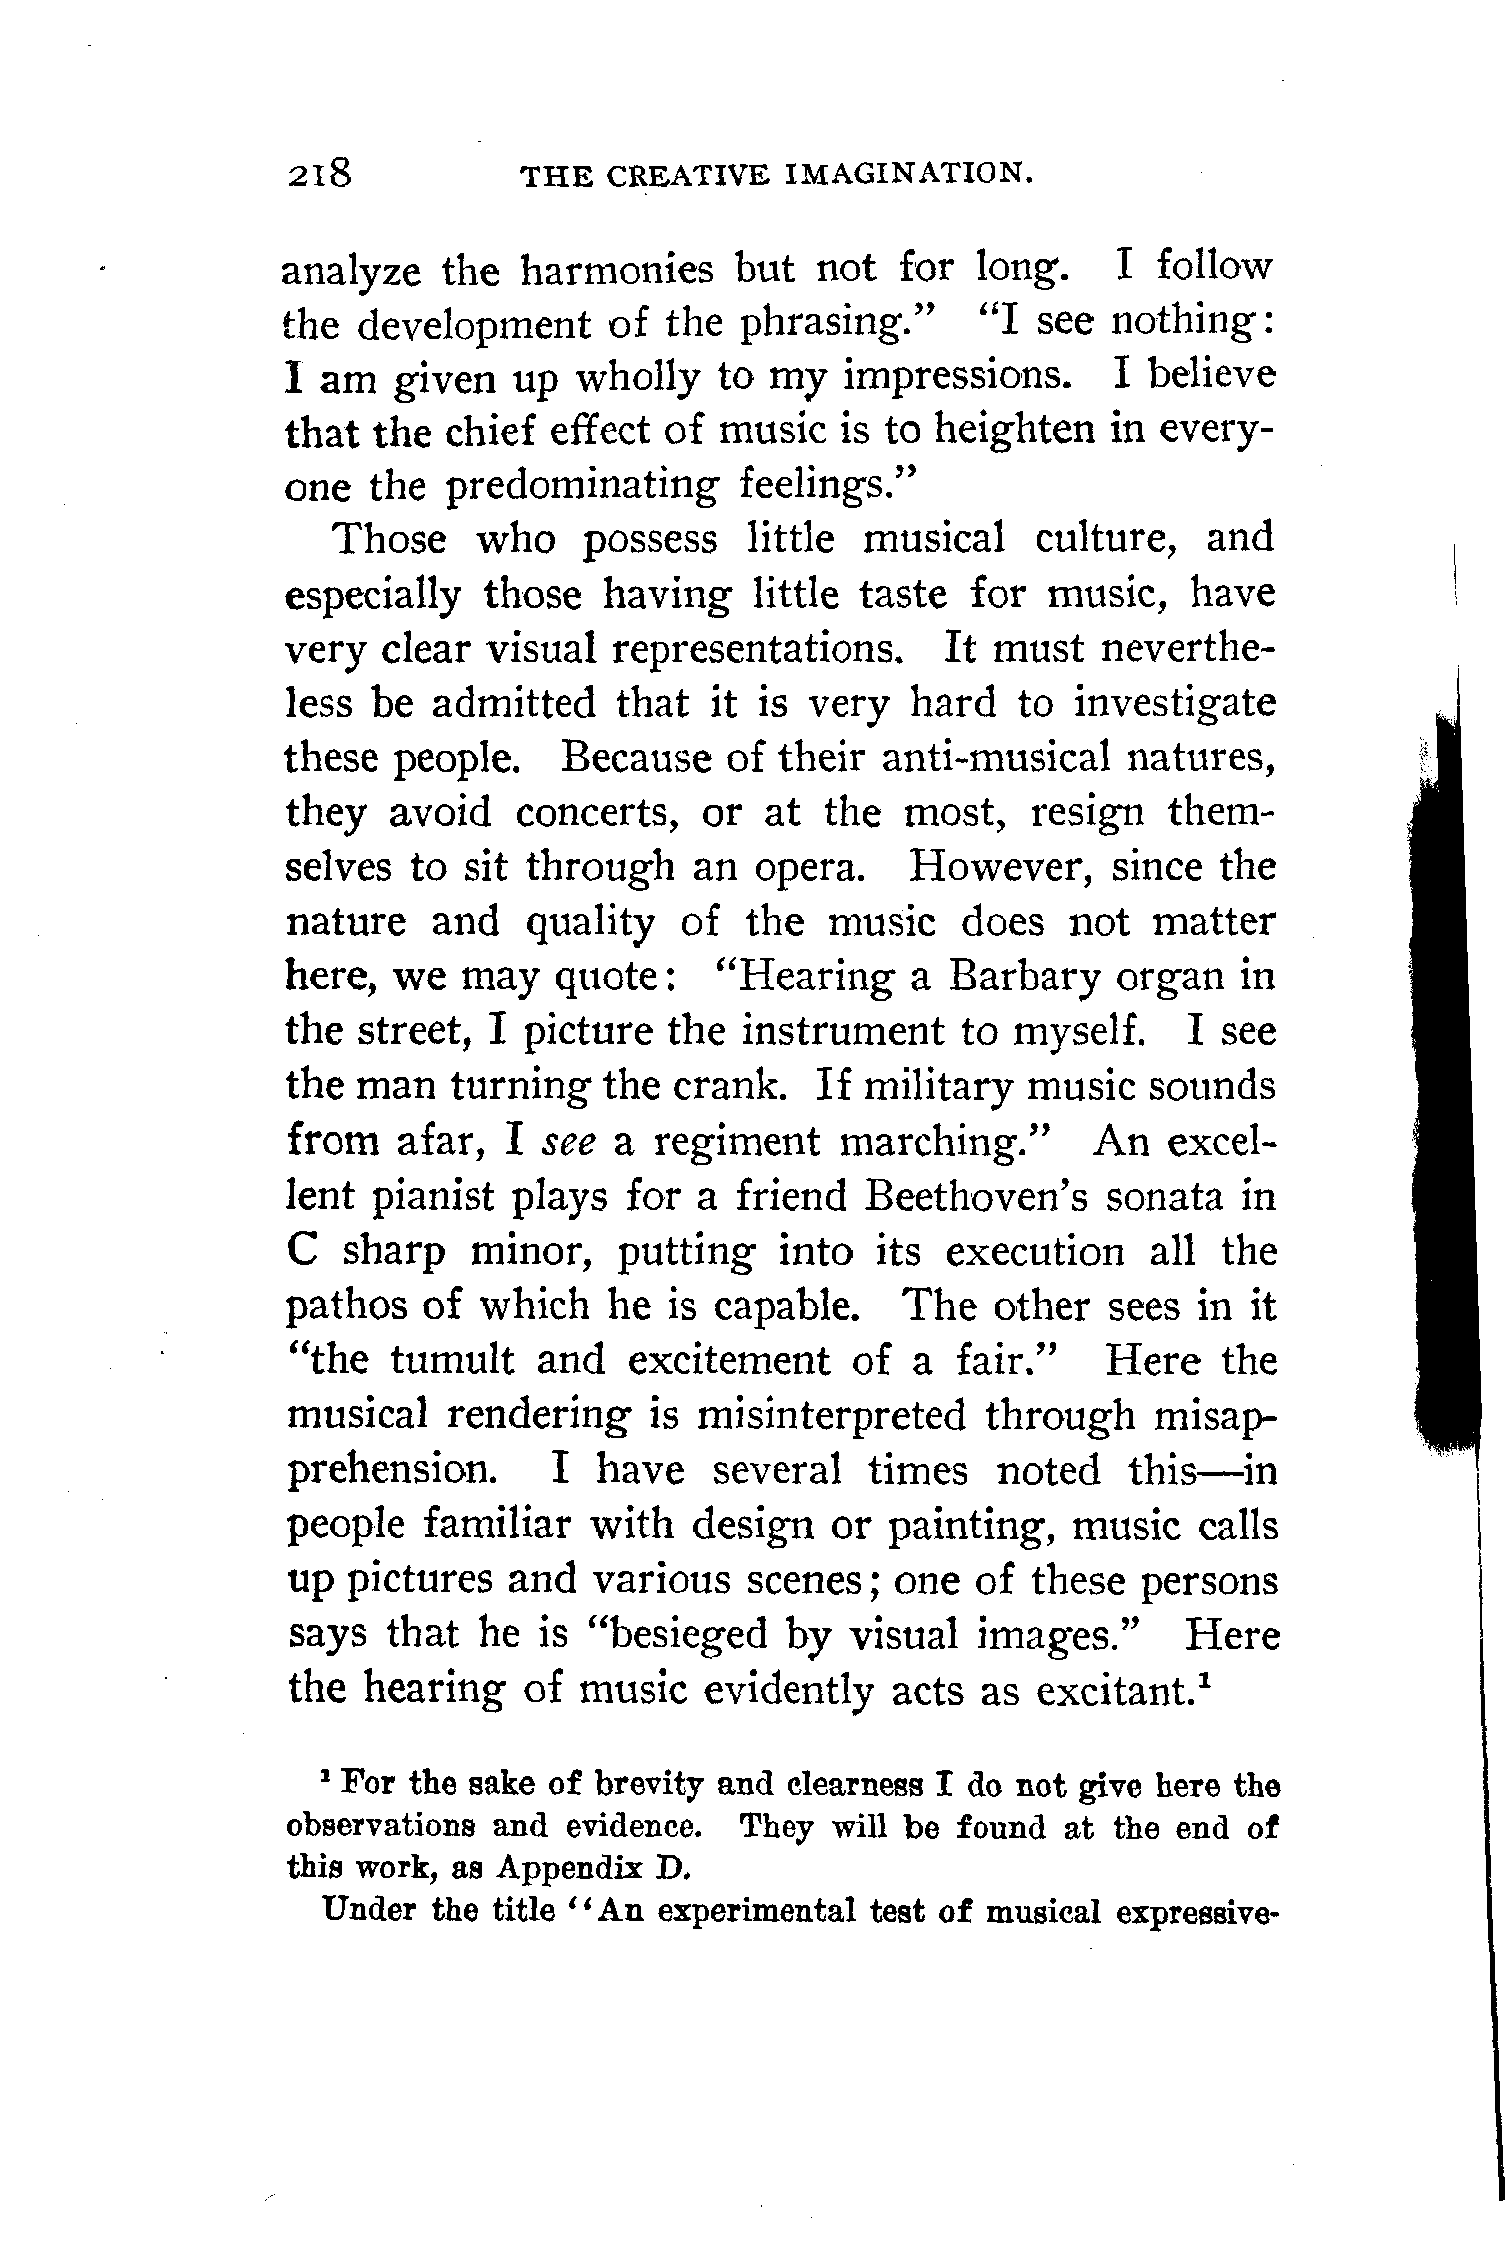 218 THE CREATIVE IMAGINATION.
analyze the harmonies but not for long. I follow
the development of the phrasing." "I see nothing:
I am given up wholly to my impressions. I believe
that the chief effect of music is to heighten in every-
one the predominating feelings."
Those who possess little musical culture, and
especially those having little taste for music, have
very clear visual representations. It must neverthe-
less be admitted that it is very hard to investigate
these people. Because of their anti-musical natures,
they avoid concerts, or at the most, resign them-
selves to sit through an opera. However, since the
nature and quality of the music does not matter
here, we may quote: "Hearing a Barbary organ in
the street, I picture the instrument to myself. I see
the man turning the crank. If military music sounds
from afar, I see a regiment marching." An excel-
lent pianist plays for a friend Beethoven's sonata in
C sharp minor, putting into its execution all the
pathos of which he is capable. The other sees in it
"the tumult and excitement of a fair." Here the
musical rendering is misinterpreted through misap-
prehension. I have several times noted this—in
people familiar with design or painting, music calls
up pictures and various scenes; one of these persons
says that he is "besieged by visual images." Here
the hearing of music evidently acts as excitant.¹
¹ For the sake of brevity and clearness I do not give here the
observations and evidence. They will be found at the end of
this work, as Appendix D.
Under the title "An experimental test of musical expressive-